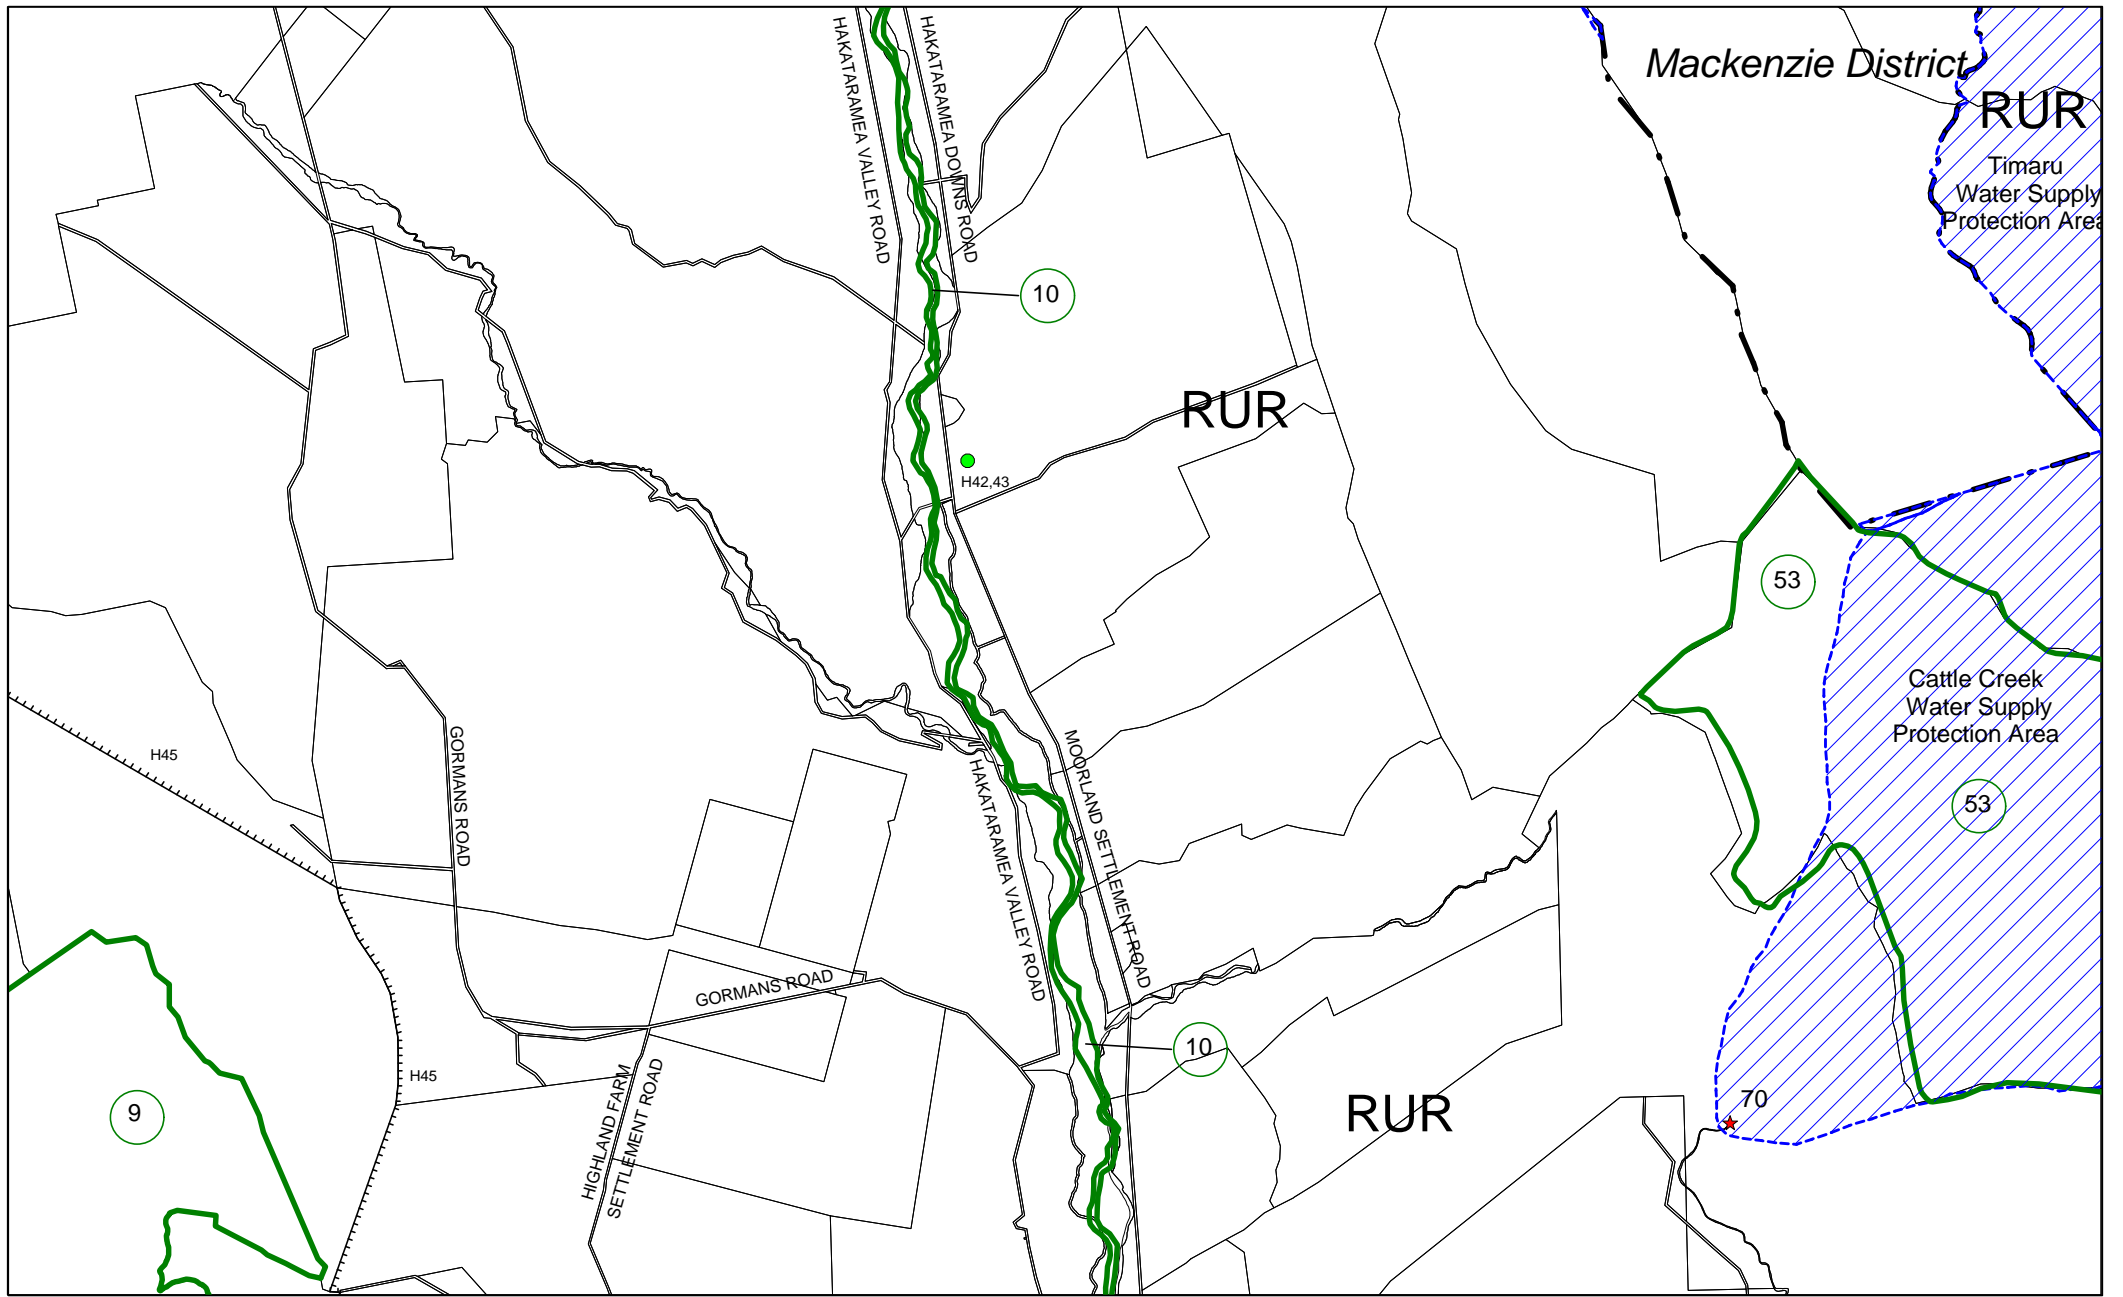 HAKATARAMEA VALLEY ROAD
HAKATARAMEA DOWNS ROAD
Mackenzie District
RUR
Timaru
Water Supply
Protection Area
10
RUR
H42,43
53
Cattle Creek
Water Supply
Protection Area
53
H45
GORMANS ROAD
HAKATARAMEA VALLEY ROAD
MOORLAND SETTLEMENT ROAD
GORMANS ROAD
10
H45
HIGHLAND FARM
SETTLEMENT ROAD
9
RUR
70